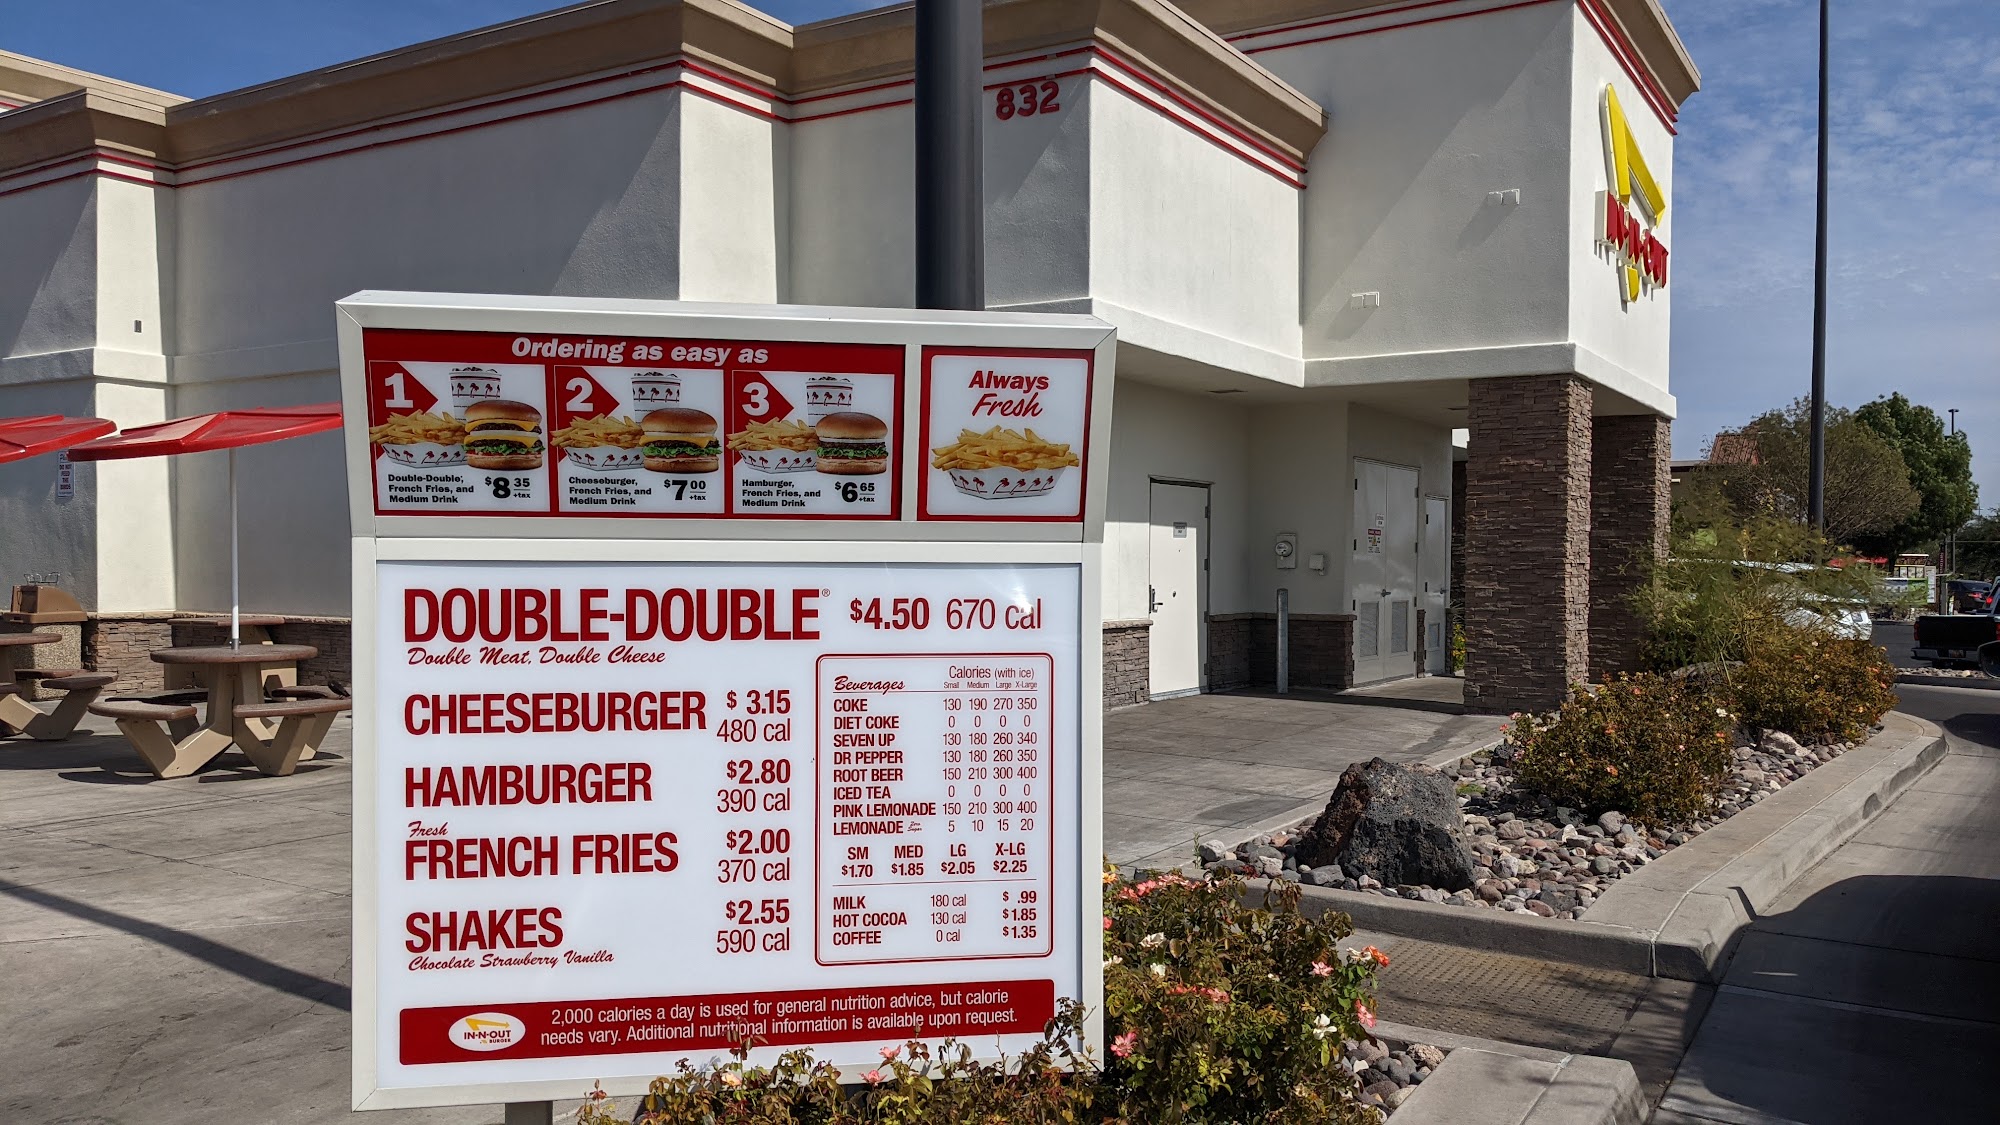 832
IN-N-OUT
Ordering as easy as
1
Double-Double,
French Fries, and
Medium Drink
$8 35
+tax
2
Cheeseburger,
French Fries, and
Medium Drink
$7 00
+tax
3
Hamburger,
French Fries, and
Medium Drink
$6 65
+tax
Always
Fresh
DOUBLE-DOUBLE® $4.50 670 cal
Double Meat, Double Cheese
CHEESEBURGER $ 3.15
480 cal
HAMBURGER $2.80
390 cal
Fresh
FRENCH FRIES $2.00
370 cal
SHAKES $2.55
590 cal
Chocolate Strawberry Vanilla
Beverages Calories (with ice)
Small Medium Large X-Large
COKE 130 190 270 350
DIET COKE 0 0 0 0
SEVEN UP 130 180 260 340
DR PEPPER 130 180 260 350
ROOT BEER 150 210 300 400
ICED TEA 0 0 0 0
PINK LEMONADE 150 210 300 400
LEMONADE Zero Sugar 5 10 15 20
SM MED LG X-LG
$1.70 $1.85 $2.05 $2.25
MILK 180 cal $ .99
HOT COCOA 130 cal $1.85
COFFEE 0 cal $1.35
IN-N-OUT
BURGER
2,000 calories a day is used for general nutrition advice, but calorie
needs vary. Additional nutritional information is available upon request.